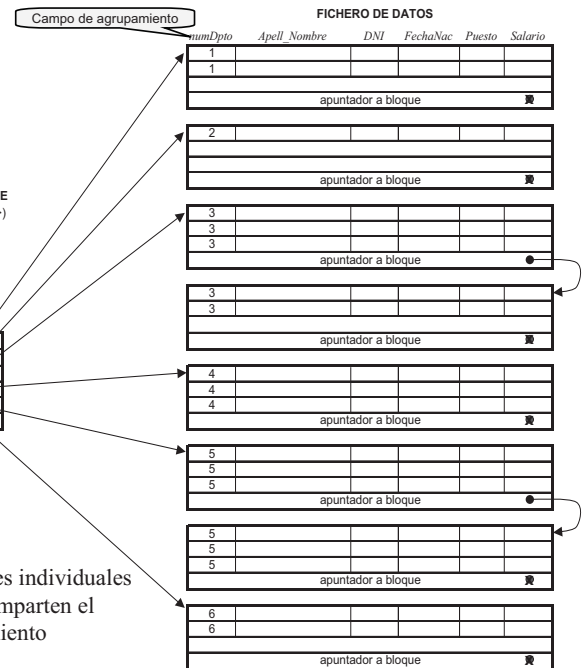 Campo de agrupamiento
FICHERO DE DATOS
numDpto Apell_Nombre DNI FechaNac Puesto Salario
1
1
apuntador a bloque
2
apuntador a bloque
E
)
3
3
3
apuntador a bloque
3
3
apuntador a bloque
4
4
4
apuntador a bloque
5
5
5
apuntador a bloque
5
5
5
apuntador a bloque
es individuales
mparten el
iento
6
6
apuntador a bloque